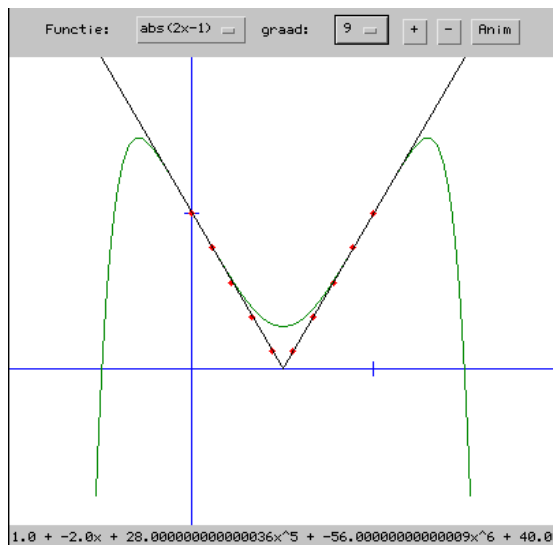 Functie: abs(2x-1) graad: 9 + - Anim
1.0 + -2.0x + 28.000000000000036x^5 + -56.00000000000009x^6 + 40.0